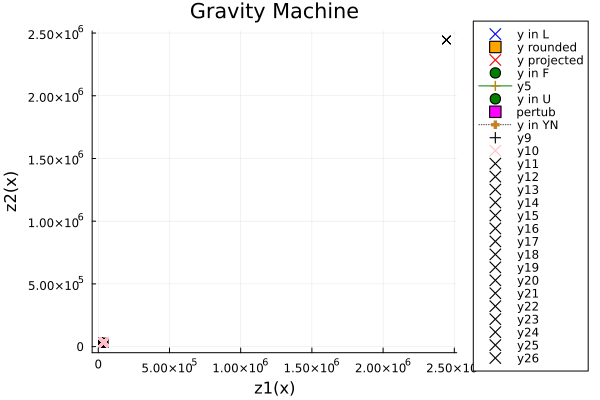 Gravity Machine
2.50×10⁶
2.00×10⁶
1.50×10⁶
1.00×10⁶
5.00×10⁵
0
z2(x)
0
5.00×10⁵
1.00×10⁶
1.50×10⁶
2.00×10⁶
2.50×10
z1(x)
y in L
y rounded
y projected
y in F
y5
y in U
pertub
y in YN
y9
y10
y11
y12
y13
y14
y15
y16
y17
y18
y19
y20
y21
y22
y23
y24
y25
y26